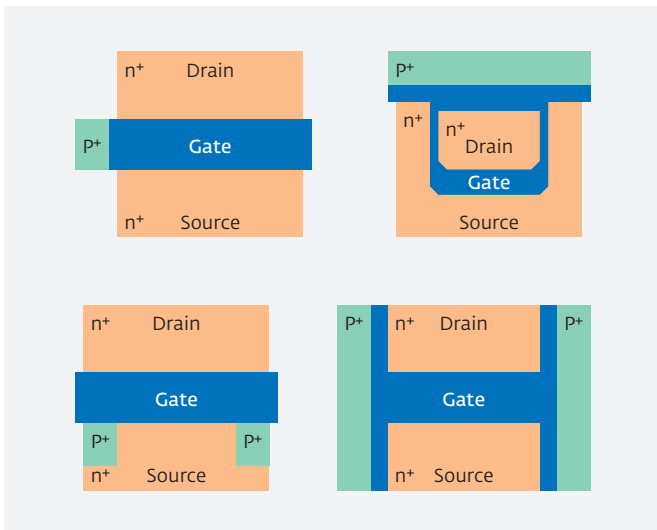 n⁺ Drain
P⁺ Gate
n⁺ Source
P⁺
n⁺
n⁺
Drain
Gate
Source
n⁺ Drain
Gate
P⁺ P⁺
n⁺ Source
P⁺ n⁺ Drain P⁺
Gate
n⁺ Source